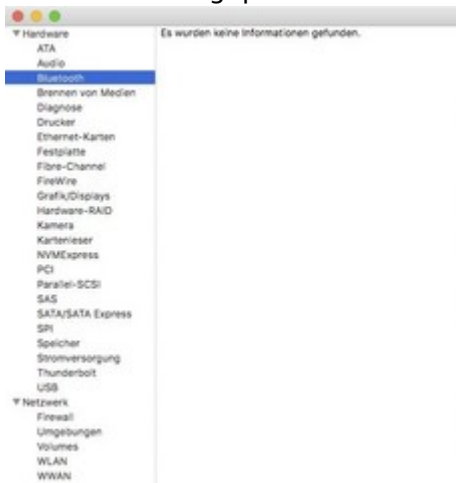 Hardware
ATA
Audio
Bluetooth
Brennen von Medien
Diagnose
Drucker
Ethernet-Karten
Festplatte
Fibre-Channel
FireWire
Grafik/Displays
Hardware-RAID
Kamera
Kartenleser
NVMExpress
PCI
Parallel-SCSI
SAS
SATA/SATA Express
SPI
Speicher
Stromversorgung
Thunderbolt
USB
Netzwerk
Firewall
Umgebungen
Volumes
WLAN
WWAN
Es wurden keine Informationen gefunden.